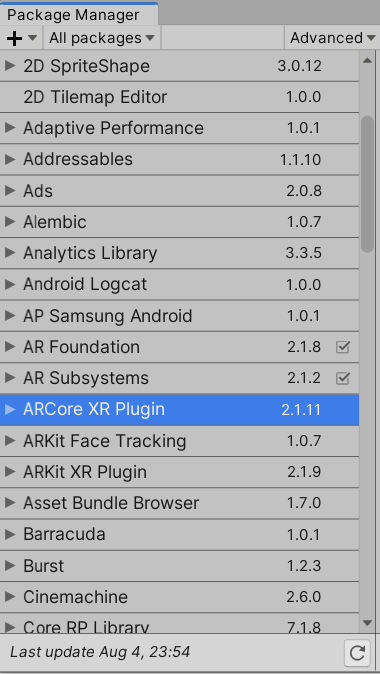 Package Manager
+ All packages Advanced
2D SpriteShape 3.0.12
2D Tilemap Editor 1.0.0
Adaptive Performance 1.0.1
Addressables 1.1.10
Ads 2.0.8
Alembic 1.0.7
Analytics Library 3.3.5
Android Logcat 1.0.0
AP Samsung Android 1.0.1
AR Foundation 2.1.8
AR Subsystems 2.1.2
ARCore XR Plugin 2.1.11
ARKit Face Tracking 1.0.7
ARKit XR Plugin 2.1.9
Asset Bundle Browser 1.7.0
Barracuda 1.0.1
Burst 1.2.3
Cinemachine 2.6.0
Core RP Library 7.1.8
Last update Aug 4, 23:54